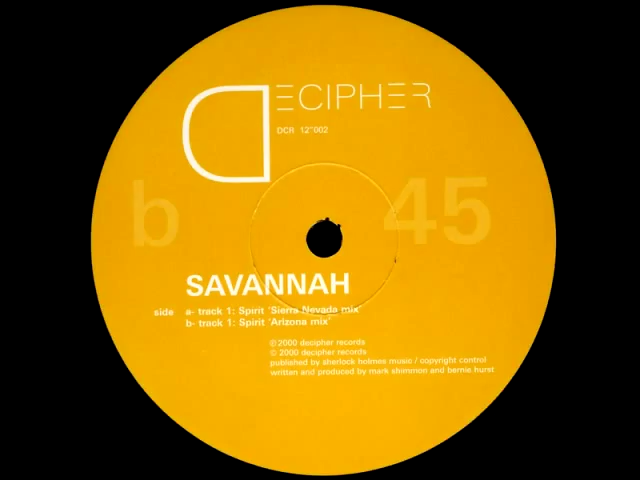 DECIPHER
DCR 12"002
b 45
SAVANNAH
side a- track 1: Spirit 'Sierra Nevada mix'
b- track 1: Spirit 'Arizona mix'
℗2000 decipher records
© 2000 decipher records
published by sherlock holmes music / copyright control
written and produced by mark shimmon and bernie hurst